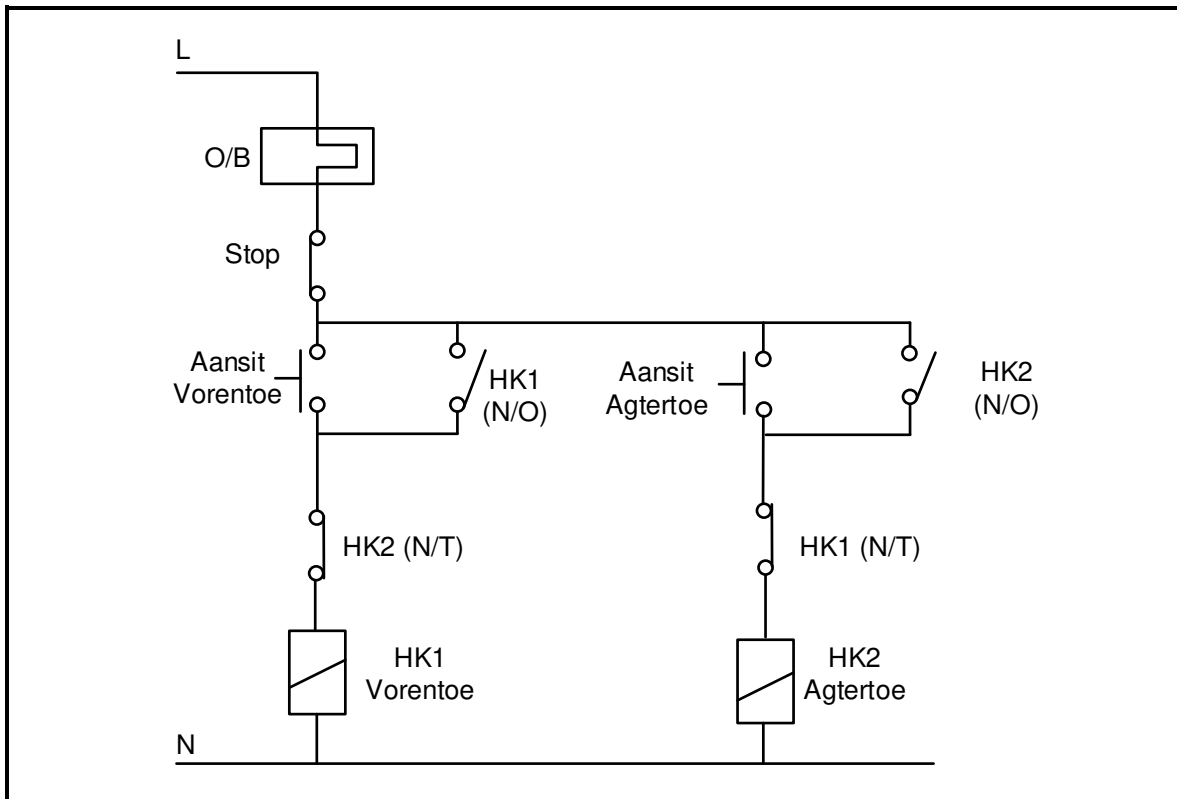 L
O/B
Stop
Aansit
Vorentoe
HK1
(N/O)
Aansit
Agtertoe
HK2
(N/O)
HK2 (N/T)
HK1 (N/T)
HK1
Vorentoe
HK2
Agtertoe
N